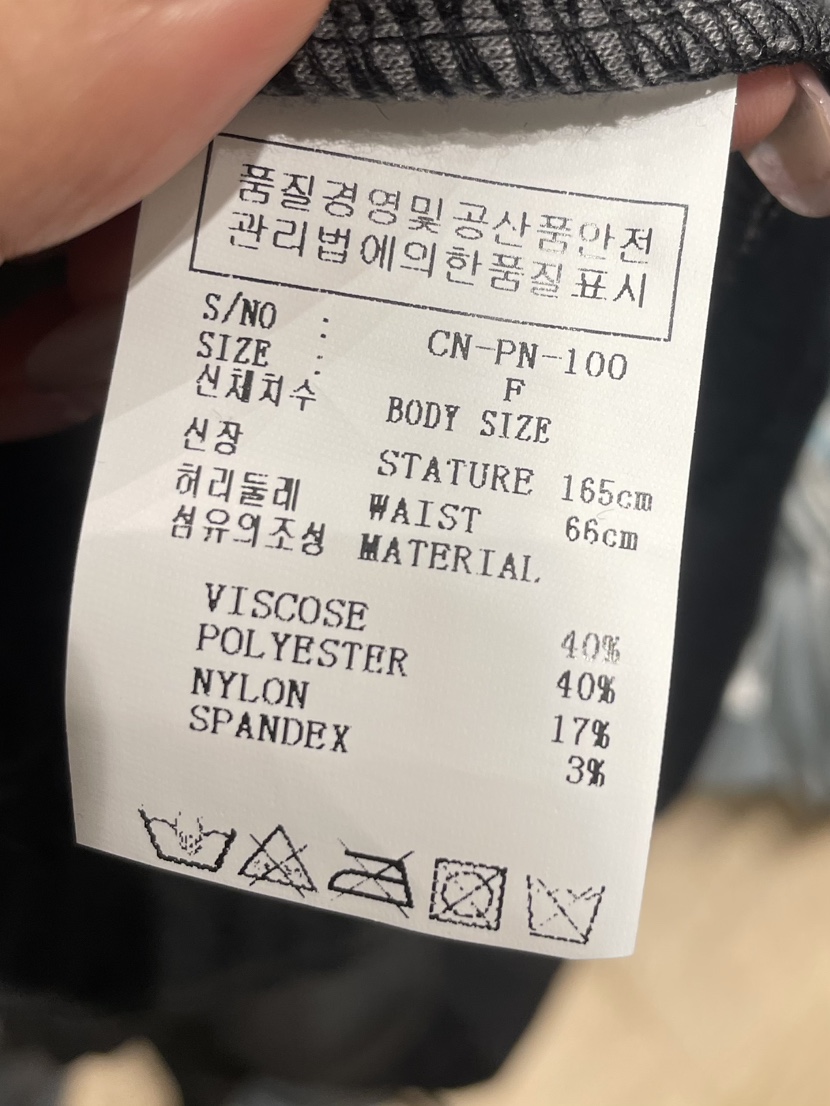 품질경영및공산품안전
관리법에의한품질표시
S/NO : CN-PN-100
SIZE : F
신체치수 BODY SIZE
신장 STATURE 165cm
허리둘레 WAIST 66cm
섬유의조성 MATERIAL
VISCOSE 40%
POLYESTER 40%
NYLON 17%
SPANDEX 3%